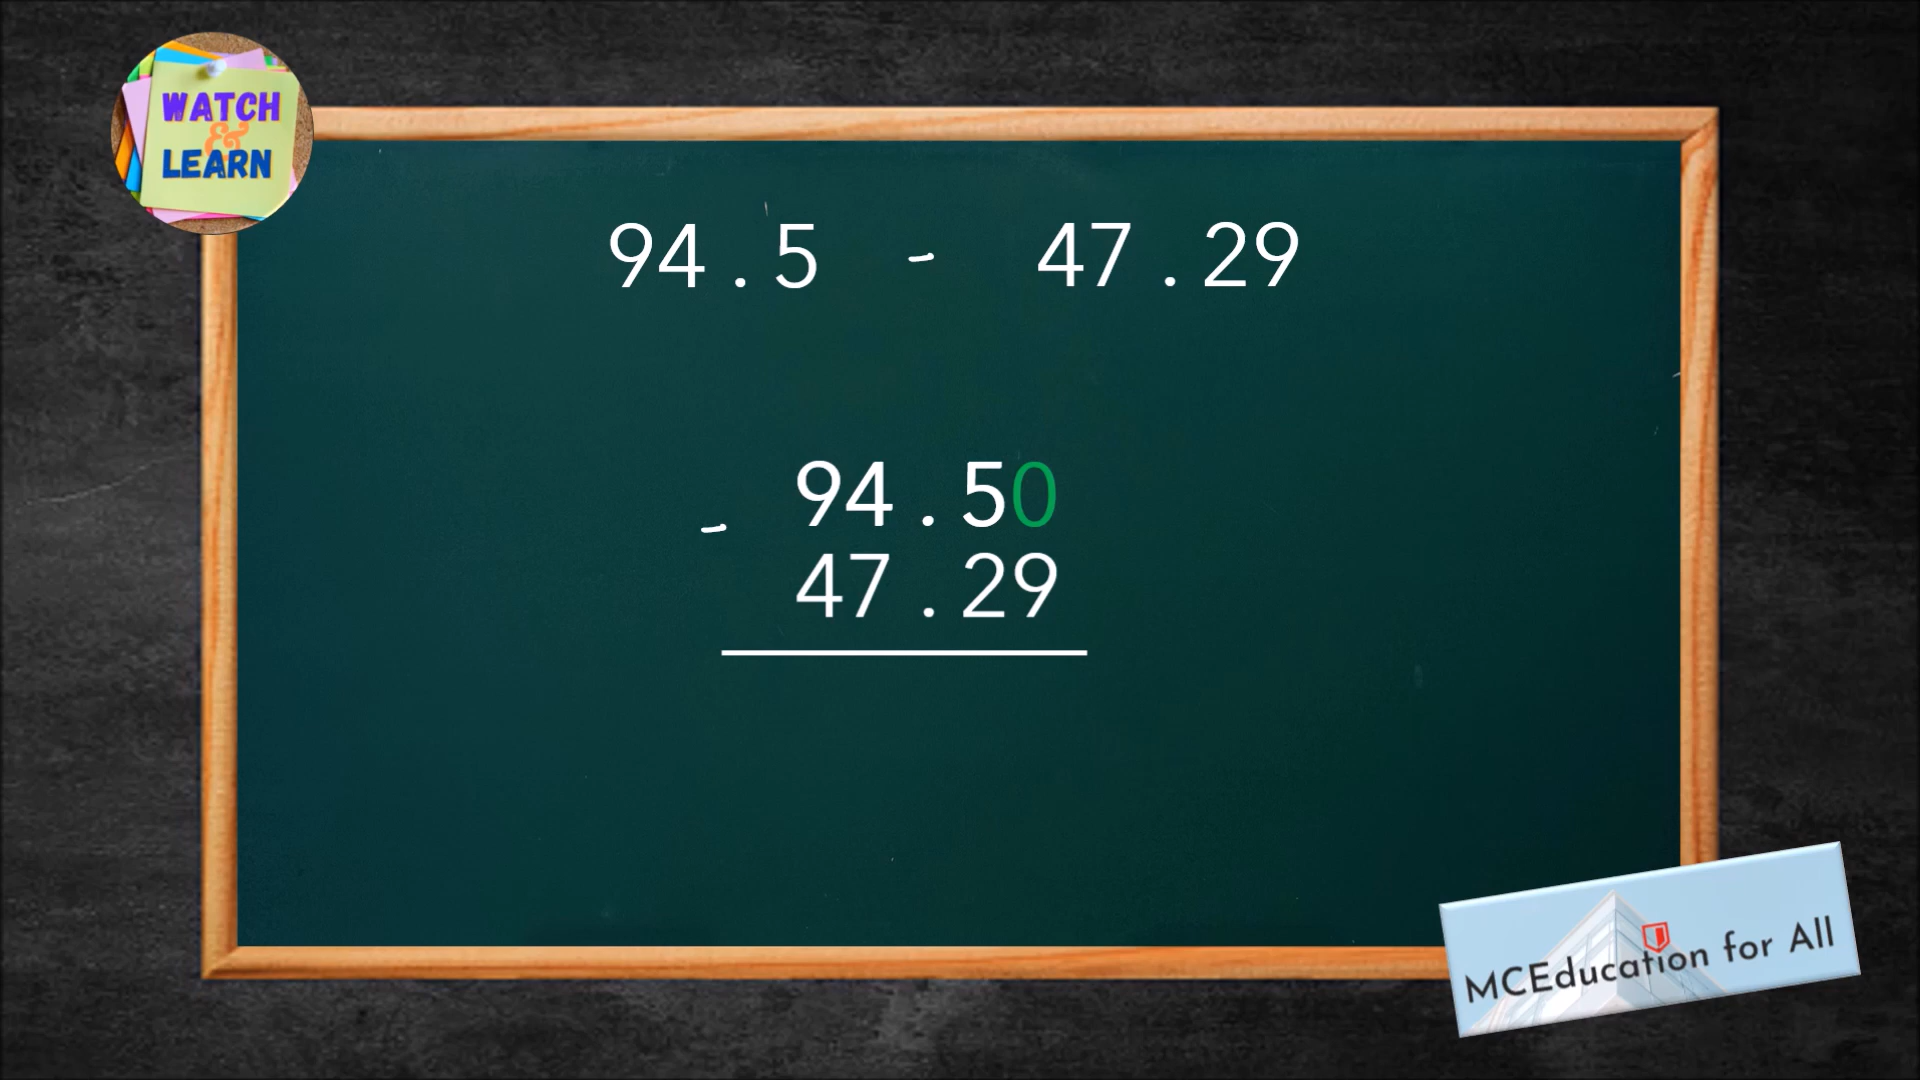 WATCH
&
LEARN
94 . 5 - 47 . 29
- 94 . 50
47 . 29
MCEducation for All